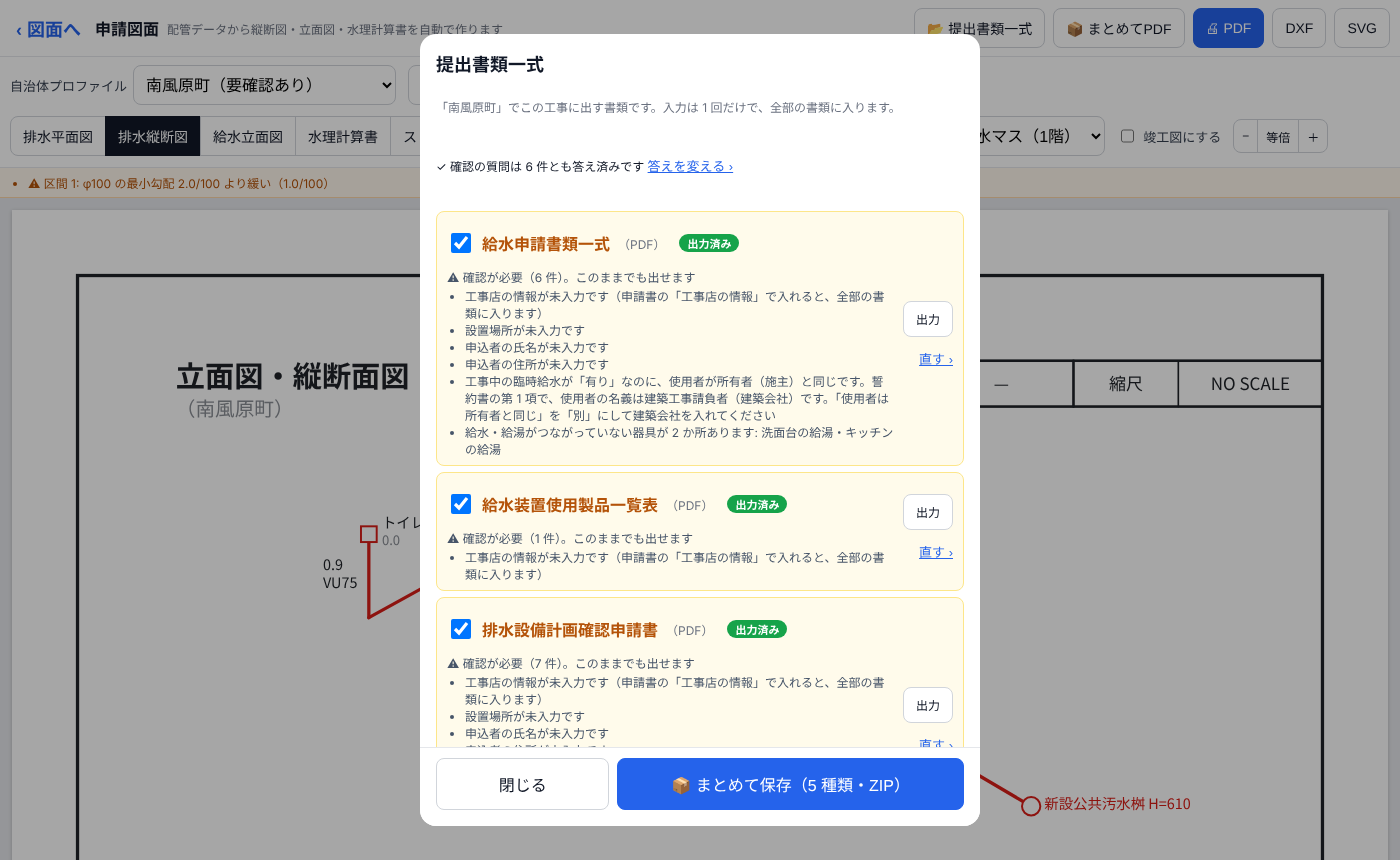 ‹ 図面へ 申請図面 配管データから縦断図・立面図・水理計算書を自動で作ります 📂 提出書類一式 📦 まとめてPDF 🖨 PDF DXF SVG
自治体プロファイル 南風原町（要確認あり）
排水平面図 排水縦断図 給水立面図 水理計算書 水マス（1階） 竣工図にする − 等倍 ＋
• ⚠ 区間 1: φ100 の最小勾配 2.0/100 より緩い（1.0/100）
立面図・縦断面図
（南風原町）
— 縮尺 NO SCALE
トイレ
0.0
0.9
VU75
新設公共汚水桝 H=610
提出書類一式
「南風原町」でこの工事に出す書類です。入力は 1 回だけで、全部の書類に入ります。
✓ 確認の質問は 6 件とも答え済みです 答えを変える ›
給水申請書類一式 （PDF） 出力済み
⚠ 確認が必要（6 件）。このままでも出せます
• 工事店の情報が未入力です（申請書の「工事店の情報」で入れると、全部の書
類に入ります）
• 設置場所が未入力です
• 申込者の氏名が未入力です
• 申込者の住所が未入力です
• 工事中の臨時給水が「有り」なのに、使用者が所有者（施主）と同じです。誓
約書の第 1 項で、使用者の名義は建築工事請負者（建築会社）です。「使用者は
所有者と同じ」を「別」にして建築会社を入れてください
• 給水・給湯がつながっていない器具が 2 か所あります: 洗面台の給湯・キッチン
の給湯
出力
直す ›
給水装置使用製品一覧表 （PDF） 出力済み
⚠ 確認が必要（1 件）。このままでも出せます
• 工事店の情報が未入力です（申請書の「工事店の情報」で入れると、全部の書
類に入ります）
出力
直す ›
排水設備計画確認申請書 （PDF） 出力済み
⚠ 確認が必要（7 件）。このままでも出せます
• 工事店の情報が未入力です（申請書の「工事店の情報」で入れると、全部の書
類に入ります）
• 設置場所が未入力です
• 申込者の氏名が未入力です
出力
直す ›
閉じる
📦 まとめて保存（5 種類・ZIP）